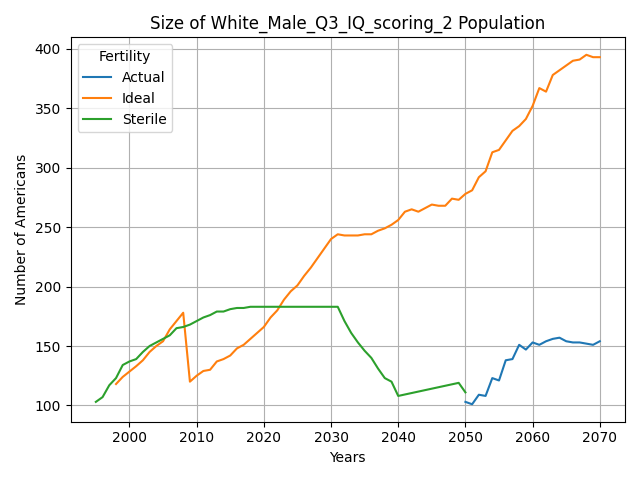 Size of White_Male_Q3_IQ_scoring_2 Population
Number of Americans
400
350
300
250
200
150
100
Fertility
Actual
Ideal
Sterile
2000 2010 2020 2030 2040 2050 2060 2070
Years